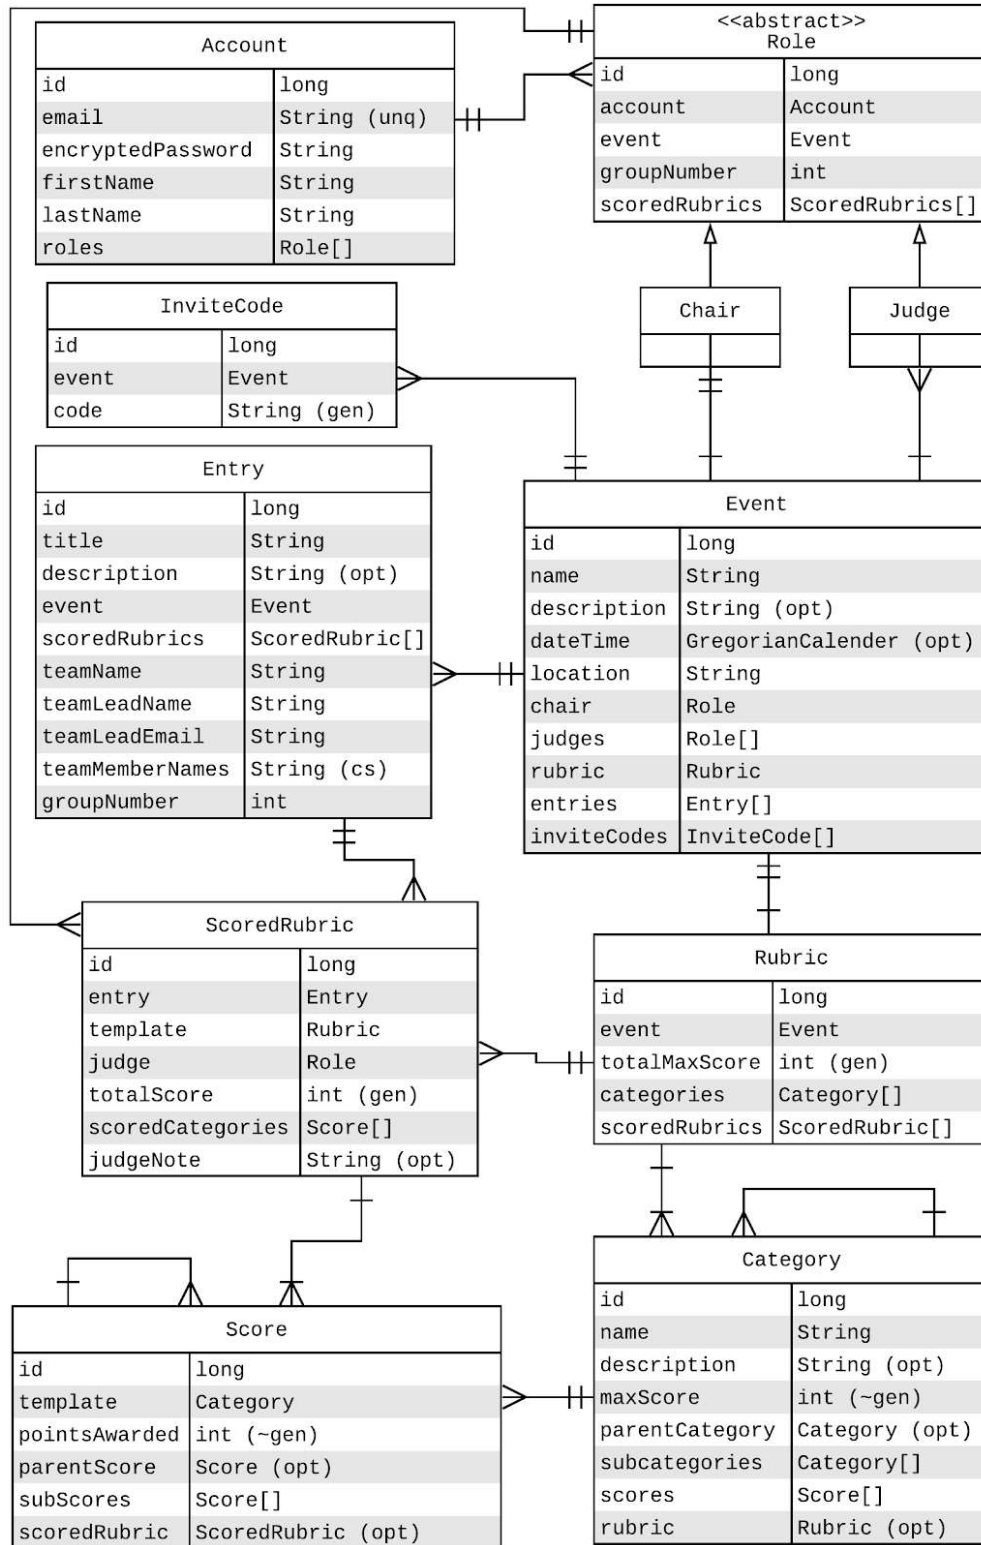 Account
id long
email String (unq)
encryptedPassword String
firstName String
lastName String
roles Role[]
<<abstract>>
Role
id long
account Account
event Event
groupNumber int
scoredRubrics ScoredRubrics[]
InviteCode
id long
event Event
code String (gen)
Chair
Judge
Entry
id long
title String
description String (opt)
event Event
scoredRubrics ScoredRubric[]
teamName String
teamLeadName String
teamLeadEmail String
teamMemberNames String (cs)
groupNumber int
Event
id long
name String
description String (opt)
dateTime GregorianCalender (opt)
location String
chair Role
judges Role[]
rubric Rubric
entries Entry[]
inviteCodes InviteCode[]
ScoredRubric
id long
entry Entry
template Rubric
judge Role
totalScore int (gen)
scoredCategories Score[]
judgeNote String (opt)
Rubric
id long
event Event
totalMaxScore int (gen)
categories Category[]
scoredRubrics ScoredRubric[]
Score
id long
template Category
pointsAwarded int (~gen)
parentScore Score (opt)
subScores Score[]
scoredRubric ScoredRubric (opt)
Category
id long
name String
description String (opt)
maxScore int (~gen)
parentCategory Category (opt)
subcategories Category[]
scores Score[]
rubric Rubric (opt)